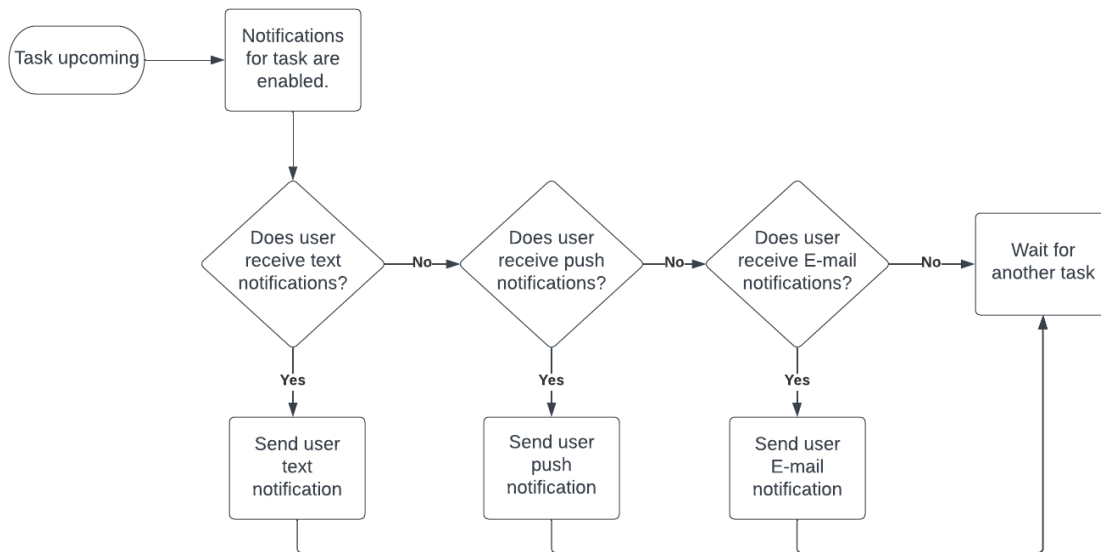 Task upcoming
Notifications
for task are
enabled.
Does user
receive text
notifications?
No
Does user
receive push
notifications?
No
Does user
receive E-mail
notifications?
No
Wait for
another task
Yes
Yes
Yes
Send user
text
notification
Send user
push
notification
Send user
E-mail
notification